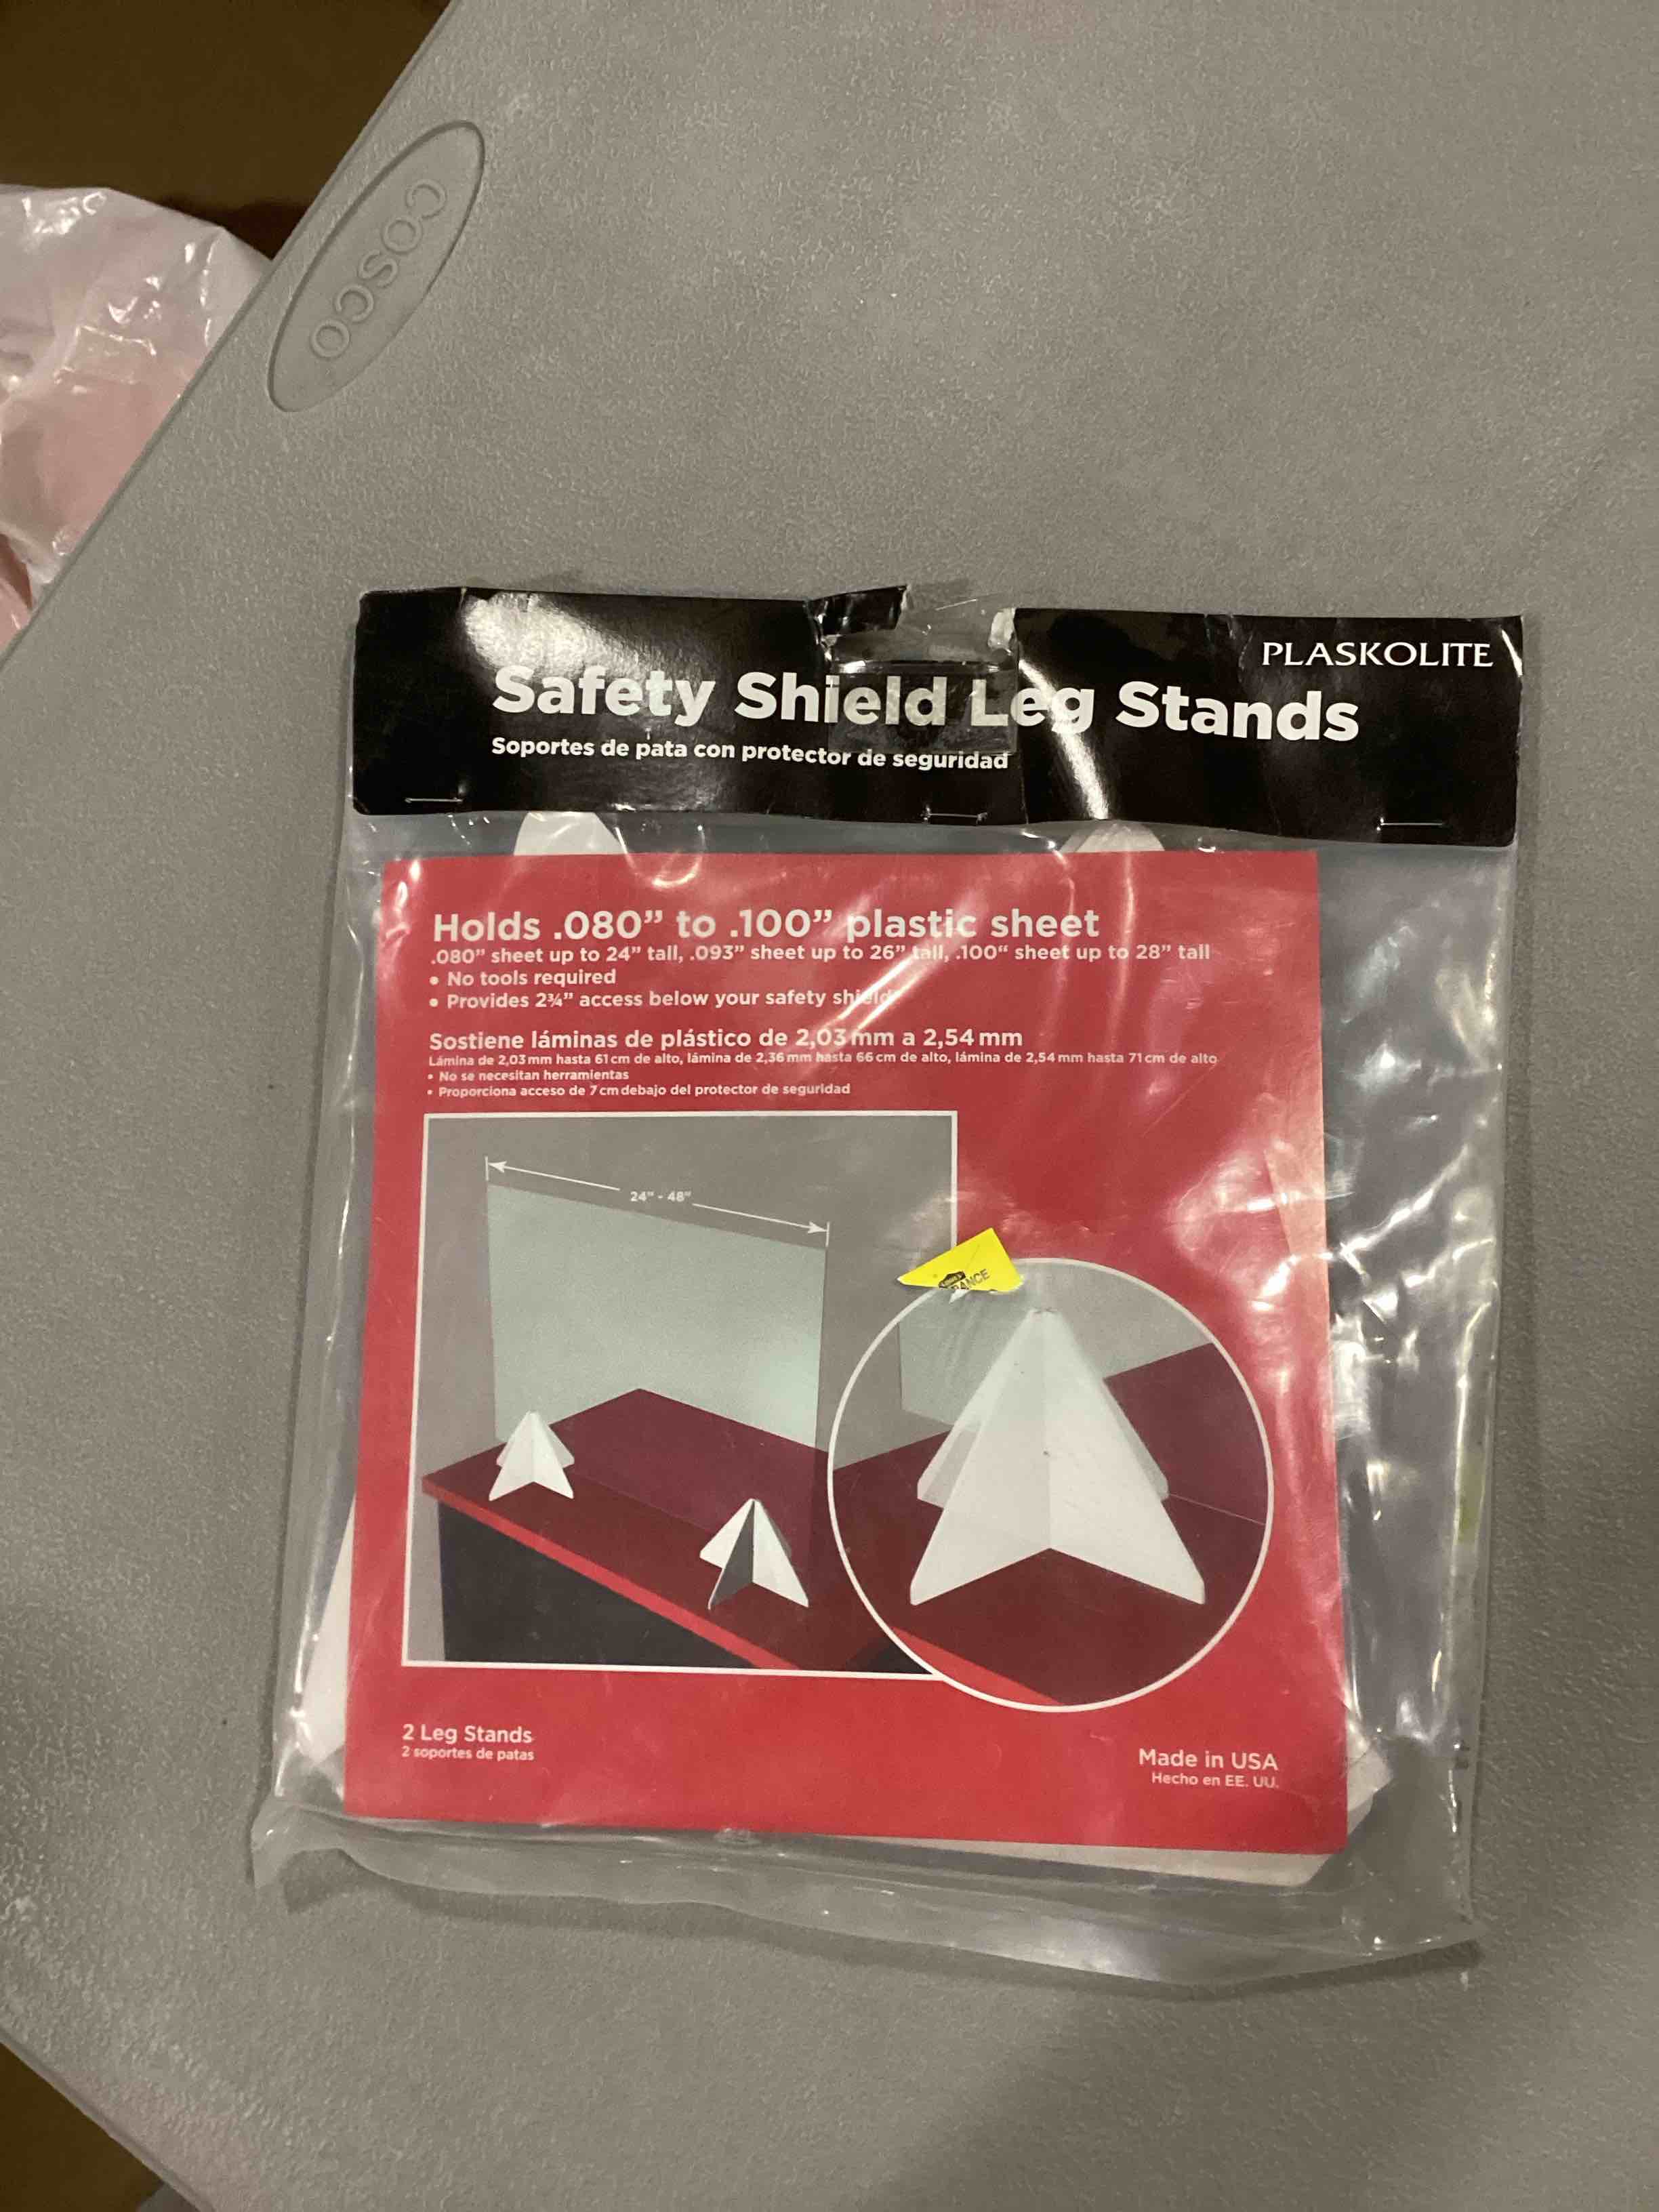 COSCO
PLASKOLITE
Safety Shield Leg Stands
Soportes de pata con protector de seguridad
Holds .080” to .100” plastic sheet
.080” sheet up to 24” tall, .093” sheet up to 26” tall, .100“ sheet up to 28” tall
• No tools required
• Provides 2¾” access below your safety shield
Sostiene láminas de plástico de 2,03 mm a 2,54 mm
Lámina de 2,03 mm hasta 61 cm de alto, lámina de 2,36 mm hasta 66 cm de alto, lámina de 2,54 mm hasta 71 cm de alto
• No se necesitan herramientas
• Proporciona acceso de 7 cm debajo del protector de seguridad
24” - 48”
2 Leg Stands
2 soportes de patas
Made in USA
Hecho en EE. UU.